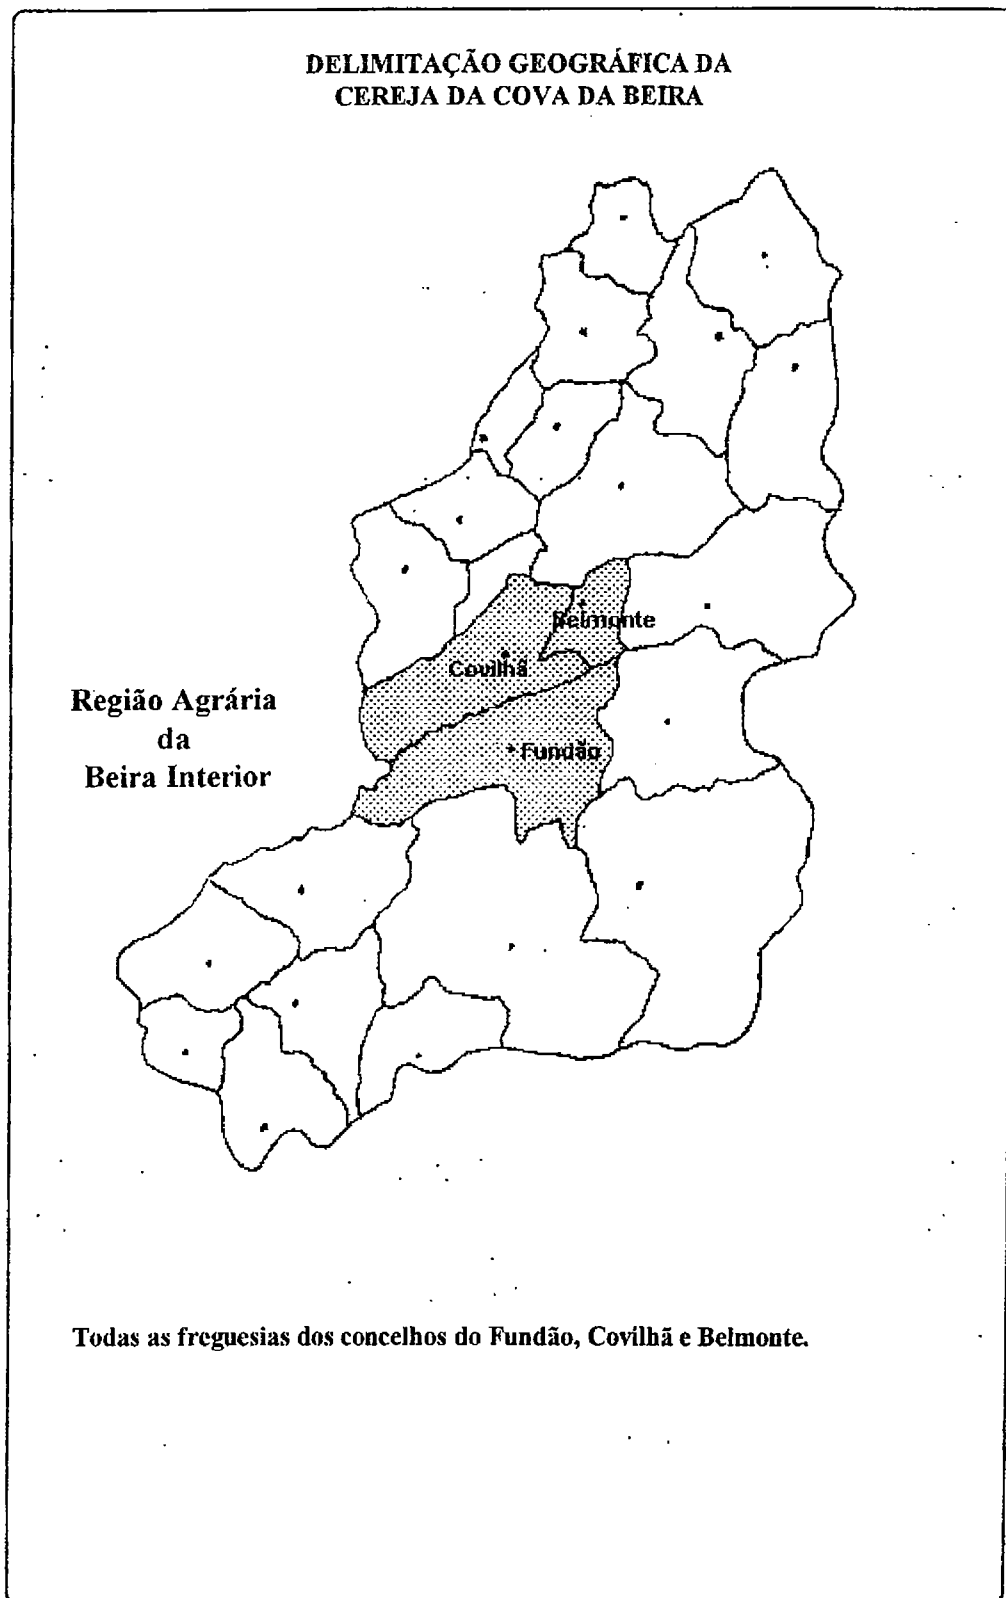 DELIMITAÇÃO GEOGRÁFICA DA
CEREJA DA COVA DA BEIRA
Belmonte
Covilhã
Região Agrária
da
Beira Interior
Fundão
Todas as freguesias dos concelhos do Fundão, Covilhã e Belmonte.